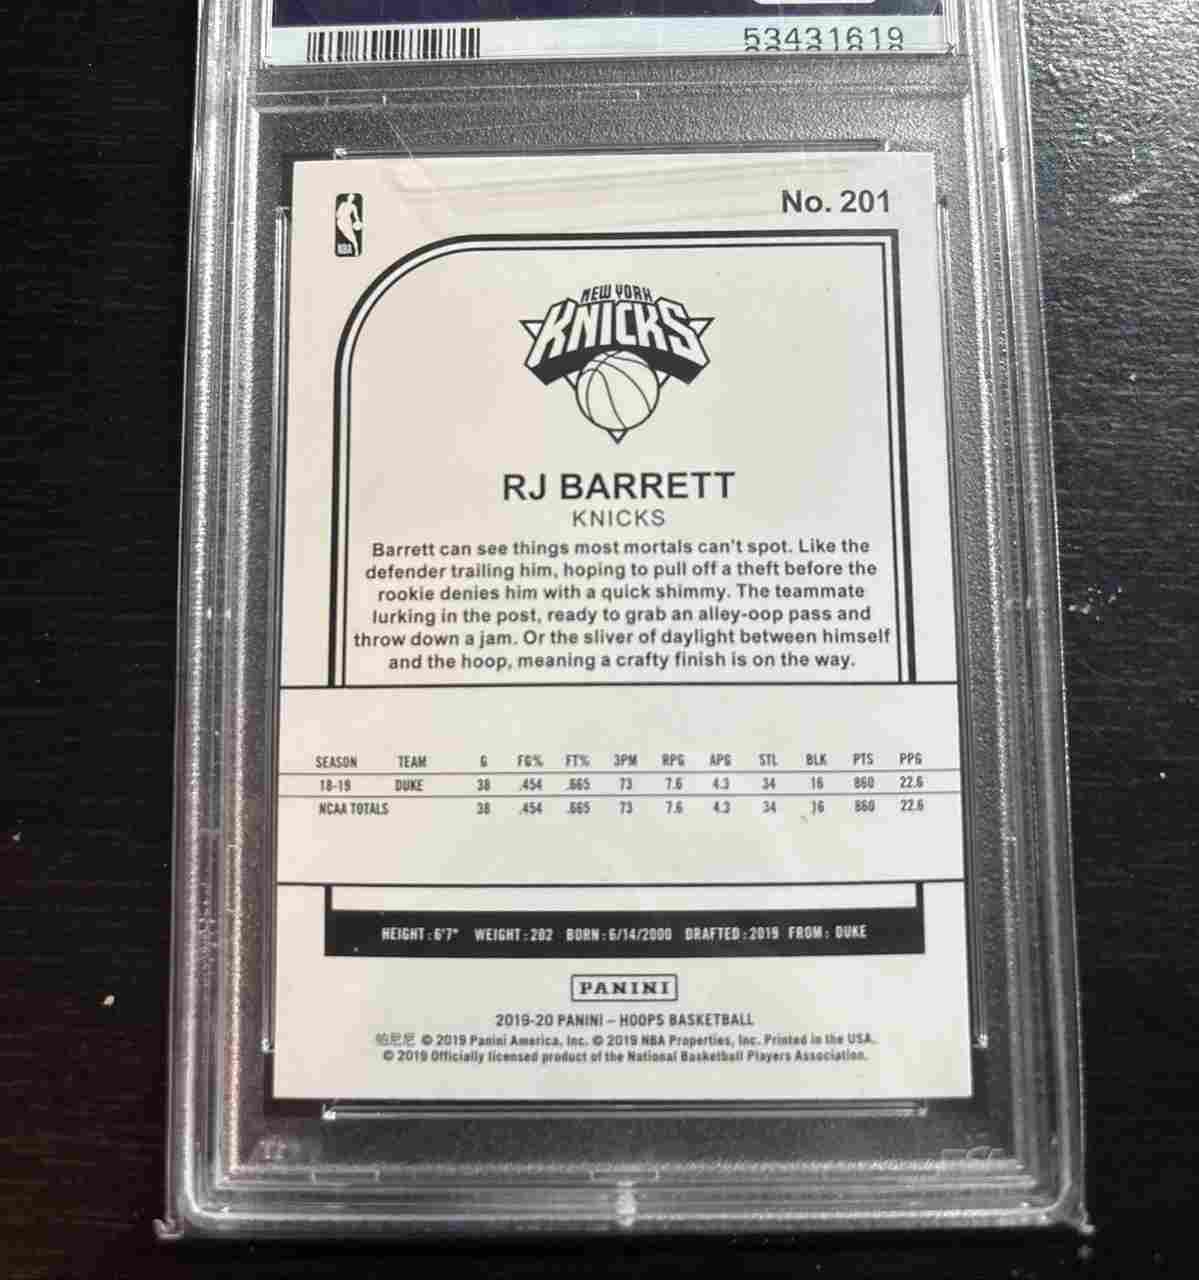 53431619
No. 201
NBA
NEW YORK
KNICKS
RJ BARRETT
KNICKS
Barrett can see things most mortals can't spot. Like the
defender trailing him, hoping to pull off a theft before the
rookie denies him with a quick shimmy. The teammate
lurking in the post, ready to grab an alley-oop pass and
throw down a jam. Or the sliver of daylight between himself
and the hoop, meaning a crafty finish is on the way.
SEASON TEAM G FG% FT% 3PM RPG APG STL BLK PTS PPG
18-19 DUKE 38 .454 .665 73 7.6 4.3 34 16 860 22.6
NCAA TOTALS 38 .454 .665 73 7.6 4.3 34 16 860 22.6
HEIGHT: 6'7" WEIGHT: 202 BORN: 6/14/2000 DRAFTED: 2019 FROM: DUKE
PANINI
2019-20 PANINI – HOOPS BASKETBALL
帕尼尼 © 2019 Panini America, Inc. © 2019 NBA Properties, Inc. Printed in the USA.
© 2019 Officially licensed product of the National Basketball Players Association.
PSA